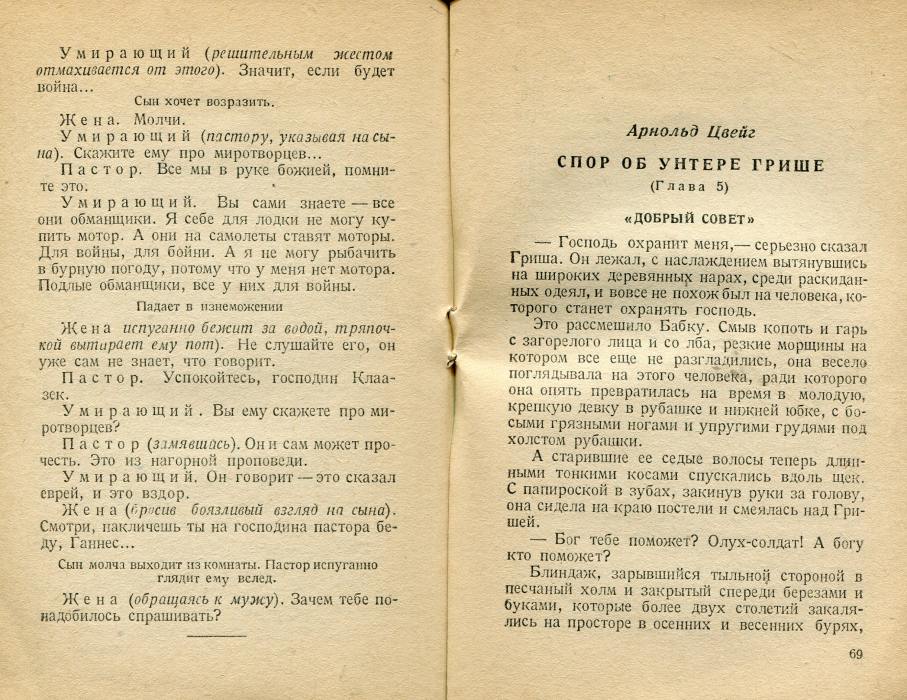 Умирающий (решительным жестом
отмахивается от этого). Значит, если будет
война...
Сын хочет возразить.
Жена. Молчи.
Умирающий (пастору, указывая на сы-
на). Скажите ему про миротворцев...
Пастор. Все мы в руке божией, помни-
те это.
Умирающий. Вы сами знаете — все
они обманщики. Я себе для лодки не могу ку-
пить мотор. А они на самолеты ставят моторы.
Для войны, для бойни. А я не могу рыбачить
в бурную погоду, потому что у меня нет мотора.
Подлые обманщики, все у них для войны.
Падает в изнеможении
Жена испуганно бежит за водой, тряпоч-
кой вытирает ему пот). Не слушайте его, он
уже сам не знает, что говорит.
Пастор. Успокойтесь, господин Клаа-
зек.
Умирающий. Вы ему скажете про ми-
ротворцев?
Пастор (замявшись). Он и сам может про-
честь. Это из нагорной проповеди.
Умирающий. Он говорит — это сказал
еврей, и это вздор.
Жена (бросив боязливый взгляд на сына).
Смотри, накличешь ты на господина пастора бе-
ду, Ганнес...
Сын молча выходит из комнаты. Пастор испуганно
глядит ему вслед.
Жена (обращаясь к мужу). Зачем тебе по-
надобилось спрашивать?
Арнольд Цвейг
СПОР ОБ УНТЕРЕ ГРИШЕ
(Глава 5)
«ДОБРЫЙ СОВЕТ»
— Господь охранит меня,— серьезно сказал
Гриша. Он лежал, с наслаждением вытянувшись
на широких деревянных нарах, среди раскидан-
ных одеял, и вовсе не похож был на человека, ко-
торого станет охранять господь.
Это рассмешило Бабку. Смыв копоть и гарь
с загорелого лица и со лба, резкие морщины на
котором все еще не разгладились, она весело
поглядывала на этого человека, ради которого
она опять превратилась на время в молодую,
крепкую девку в рубашке и нижней юбке, с бо-
сыми грязными ногами и упругими грудями под
холстом рубашки.
А старившие ее седые волосы теперь длин-
ными тонкими косами спускались вдоль щек.
С папироской в зубах, закинув руки за голову,
она сидела на краю постели и смеялась над Гри-
шей.
— Бог тебе поможет? Олух-солдат! А богу
кто поможет?
Блиндаж, зарывшийся тыльной стороной в
песчаный холм и закрытый спереди березами и
буками, которые более двух столетий закаля-
лись на просторе в осенних и весенних бурях,
69